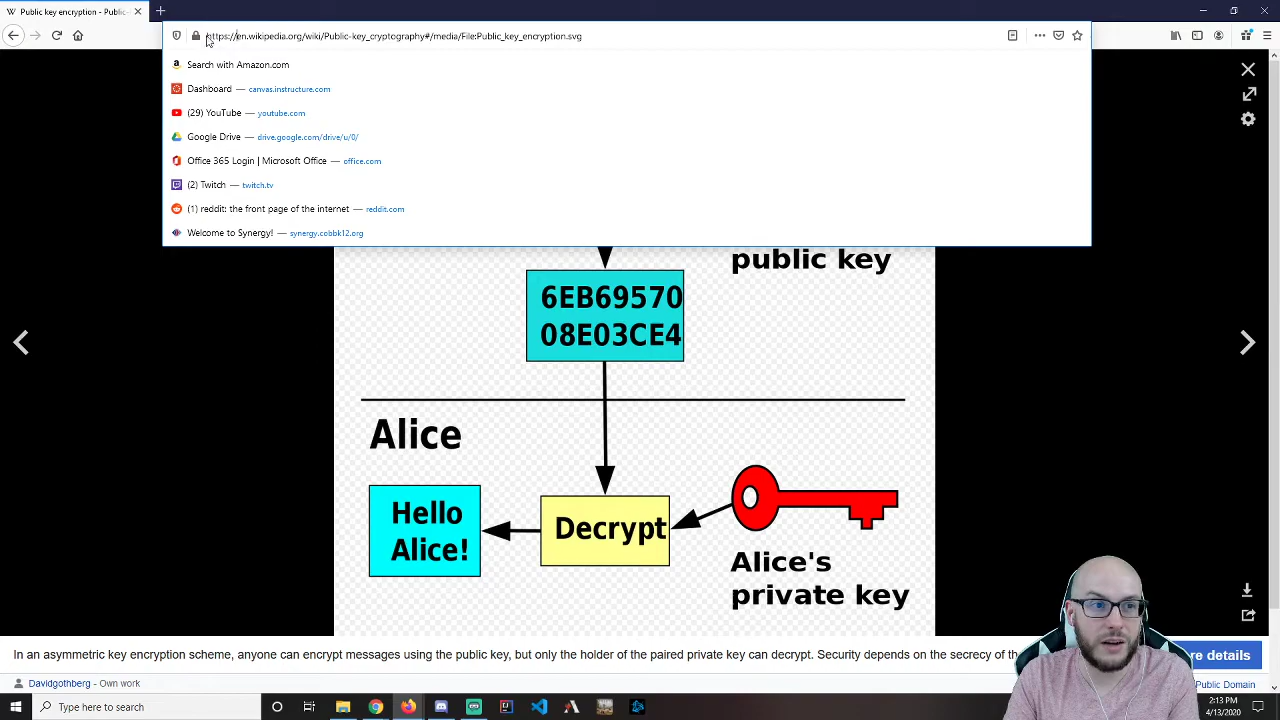 Public key encryption - Public-
https://en.wikipedia.org/wiki/Public-key_cryptography#/media/File:Public_key_encryption.svg
Search with Amazon.com
Dashboard — canvas.instructure.com
(29) YouTube — youtube.com
Google Drive — drive.google.com/drive/u/0/
Office 365 Login | Microsoft Office — office.com
(2) Twitch — twitch.tv
(1) reddit: the front page of the internet — reddit.com
Welcome to Synergy! — synergy.cobbk12.org
public key
6EB69570
08E03CE4
Alice
Hello
Alice!
Decrypt
Alice's
private key
In an asymmetric key encryption scheme, anyone can encrypt messages using the public key, but only the holder of the paired private key can decrypt. Security depends on the secrecy of th
re details
Davidgothberg - Own work
Public Domain
Type here to search
2:13 PM
4/13/2020